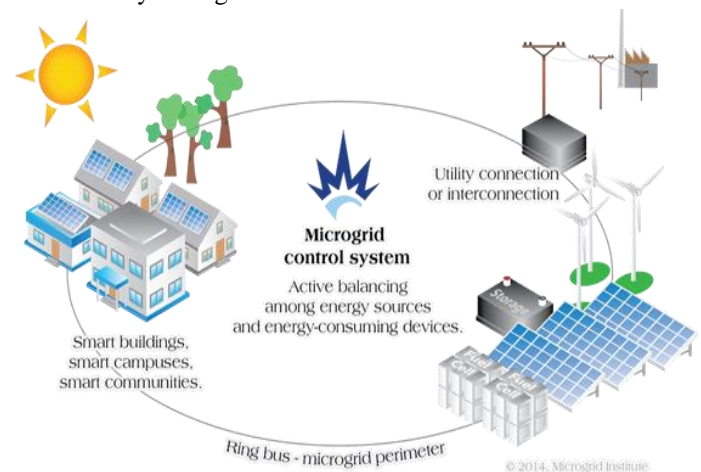 Utility connection
or interconnection
Microgrid
control system
Active balancing
among energy sources
and energy-consuming devices.
Storage
Smart buildings,
smart campuses,
smart communities.
Fuel
Cell
Fuel
Cell
Ring bus - microgrid perimeter
© 2014, Microgrid Institute